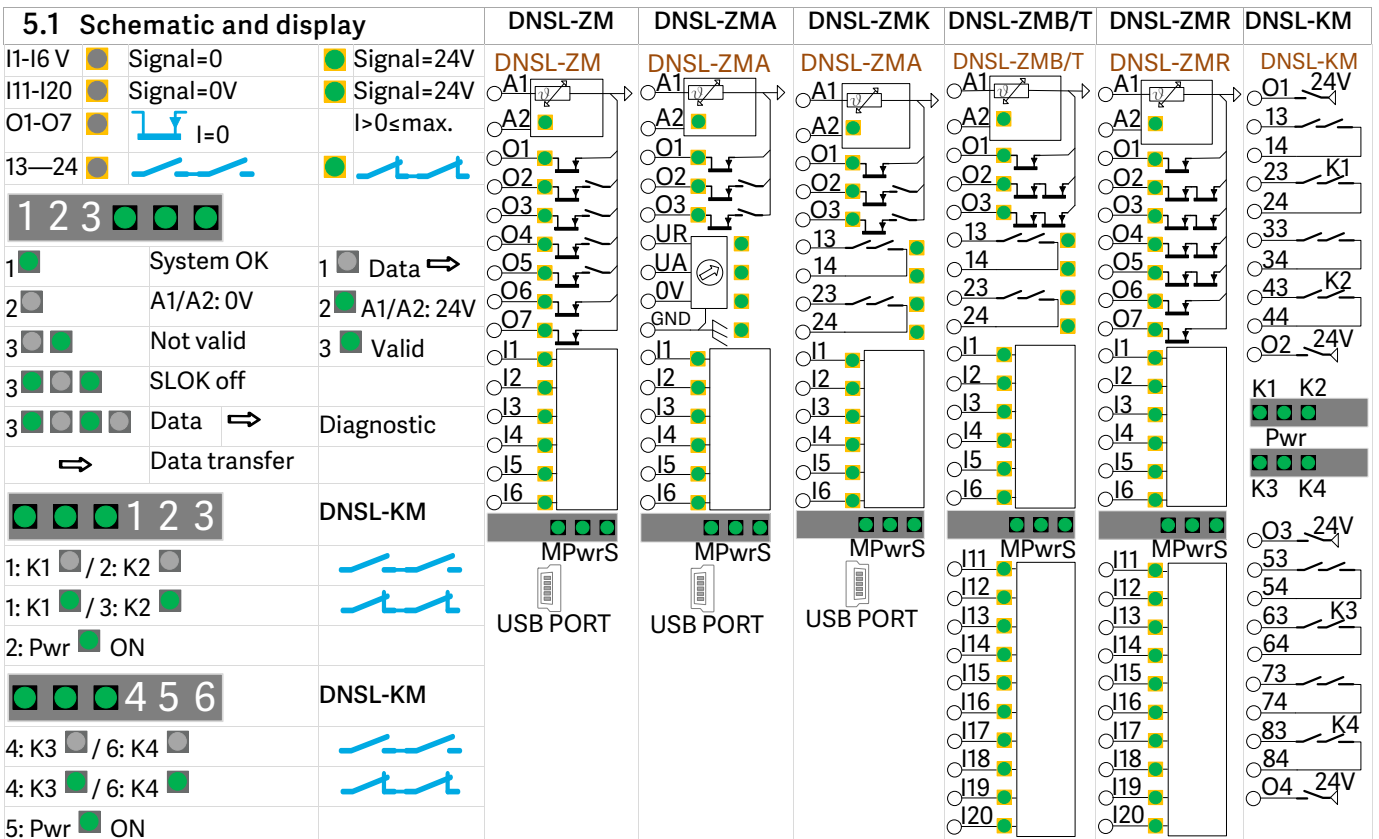 5.1 Schematic and display
I1-I6 V Signal=0 Signal=24V
I11-I20 Signal=0V Signal=24V
O1-O7 I=0 I>0≤max.
13—24
1 2 3
1 System OK 1 Data ⇨
2 A1/A2: 0V 2 A1/A2: 24V
3 Not valid 3 Valid
3 SLOK off
3 Data ⇨ Diagnostic
⇨ Data transfer
1 2 3 DNSL-KM
1: K1 / 2: K2
1: K1 / 3: K2
2: Pwr ON
4 5 6 DNSL-KM
4: K3 / 6: K4
4: K3 / 6: K4
5: Pwr ON
DNSL-ZM
DNSL-ZM
A1
ϑ
A2
O1
O2
O3
O4
O5
O6
O7
I1
I2
I3
I4
I5
I6
MPwrS
USB PORT
DNSL-ZMA
DNSL-ZMA
A1
ϑ
A2
O1
O2
O3
UR
UA
0V
GND
I1
I2
I3
I4
I5
I6
MPwrS
USB PORT
DNSL-ZMK
DNSL-ZMA
A1
ϑ
A2
O1
O2
O3
13
14
23
24
I1
I2
I3
I4
I5
I6
MPwrS
USB PORT
DNSL-ZMB/T
DNSL-ZMB/T
A1
ϑ
A2
O1
O2
O3
13
14
23
24
I1
I2
I3
I4
I5
I6
MPwrS
I11
I12
I13
I14
I15
I16
I17
I18
I19
I20
DNSL-ZMR
DNSL-ZMR
A1
ϑ
A2
O1
O2
O3
O4
O5
O6
O7
I1
I2
I3
I4
I5
I6
MPwrS
I11
I12
I13
I14
I15
I16
I17
I18
I19
I20
DNSL-KM
DNSL-KM
O1 24V
13
14
23 K1
24
33
34
43 K2
44
O2 24V
K1 K2
Pwr
K3 K4
O3 24V
53
54
63 K3
64
73
74
83 K4
84
O4 24V